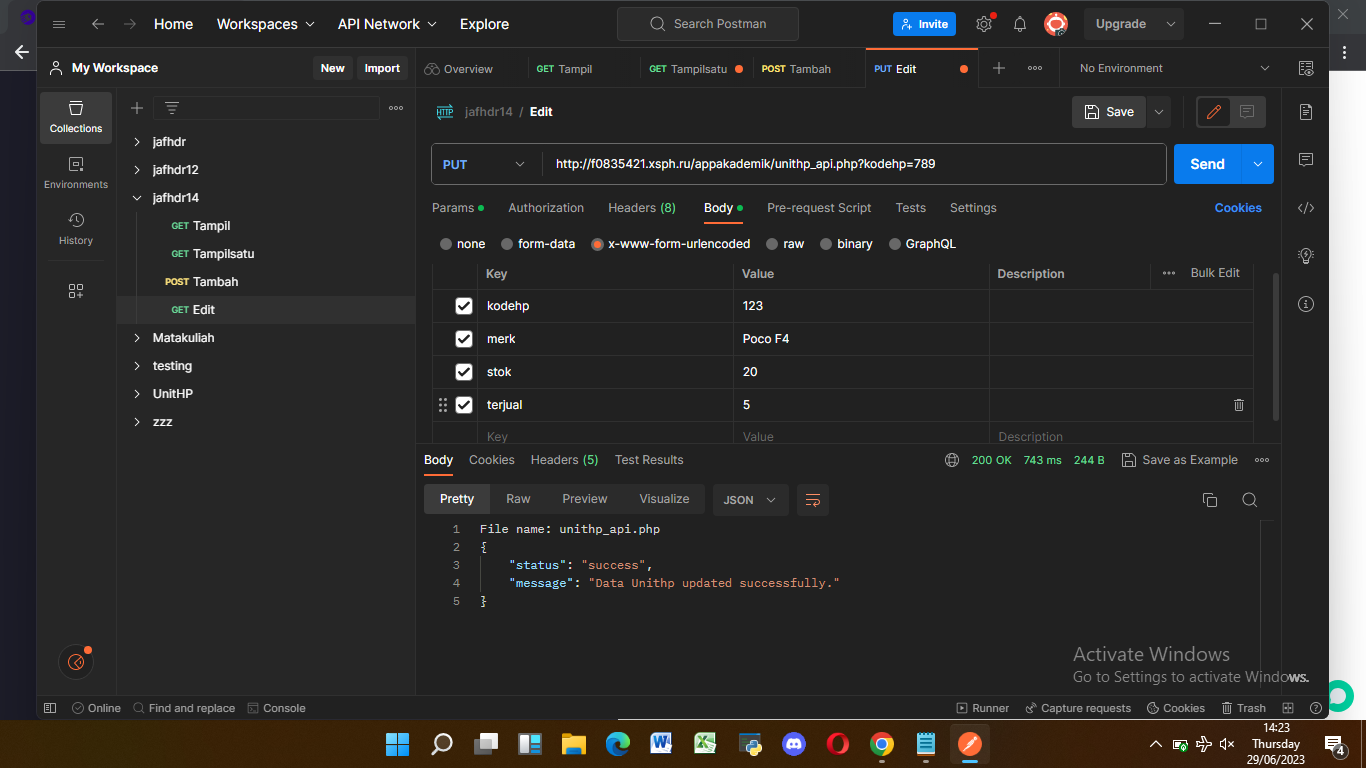 Home
Workspaces
API Network
Explore
Search Postman
Invite
Upgrade
My Workspace
New
Import
Overview
GET Tampil
GET Tampilsatu
POST Tambah
PUT Edit
No Environment
Collections
Environments
History
jafhdr
jafhdr12
jafhdr14
GET Tampil
GET Tampilsatu
POST Tambah
GET Edit
Matakuliah
testing
UnitHP
zzz
HTTP jafhdr14 / Edit
Save
PUT
http://f0835421.xsph.ru/appakademik/unithp_api.php?kodehp=789
Send
Params
Authorization
Headers (8)
Body
Pre-request Script
Tests
Settings
Cookies
none
form-data
x-www-form-urlencoded
raw
binary
GraphQL
Key Value Description
Bulk Edit
kodehp 123
merk Poco F4
stok 20
terjual 5
Key Value Description
Body
Cookies
Headers (5)
Test Results
200 OK 743 ms 244 B
Save as Example
Pretty
Raw
Preview
Visualize
JSON
1 File name: unithp_api.php
2 {
3 "status": "success",
4 "message": "Data Unithp updated successfully."
5 }
Activate Windows
Go to Settings to activate Windows.
Online
Find and replace
Console
Runner
Capture requests
Cookies
Trash
14:23
Thursday
29/06/2023
4